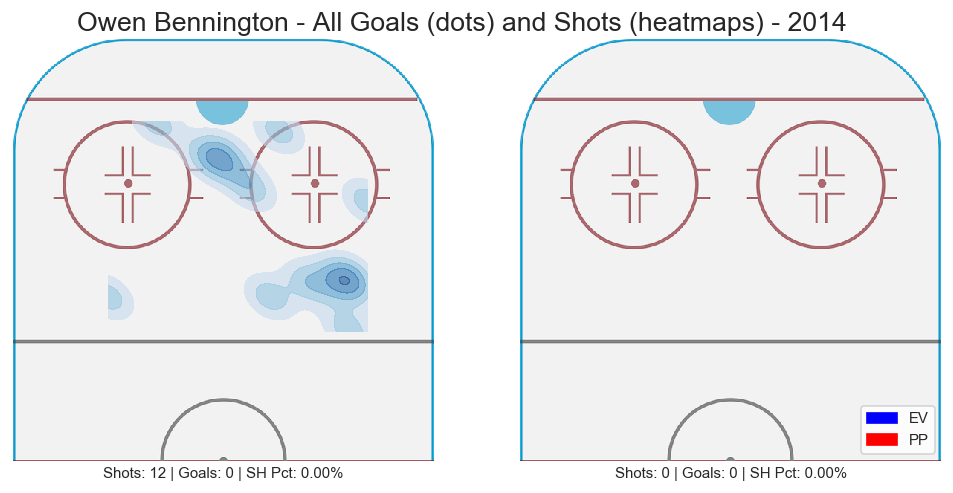 Owen Bennington - All Goals (dots) and Shots (heatmaps) - 2014
EV
PP
Shots: 12 | Goals: 0 | SH Pct: 0.00%
Shots: 0 | Goals: 0 | SH Pct: 0.00%